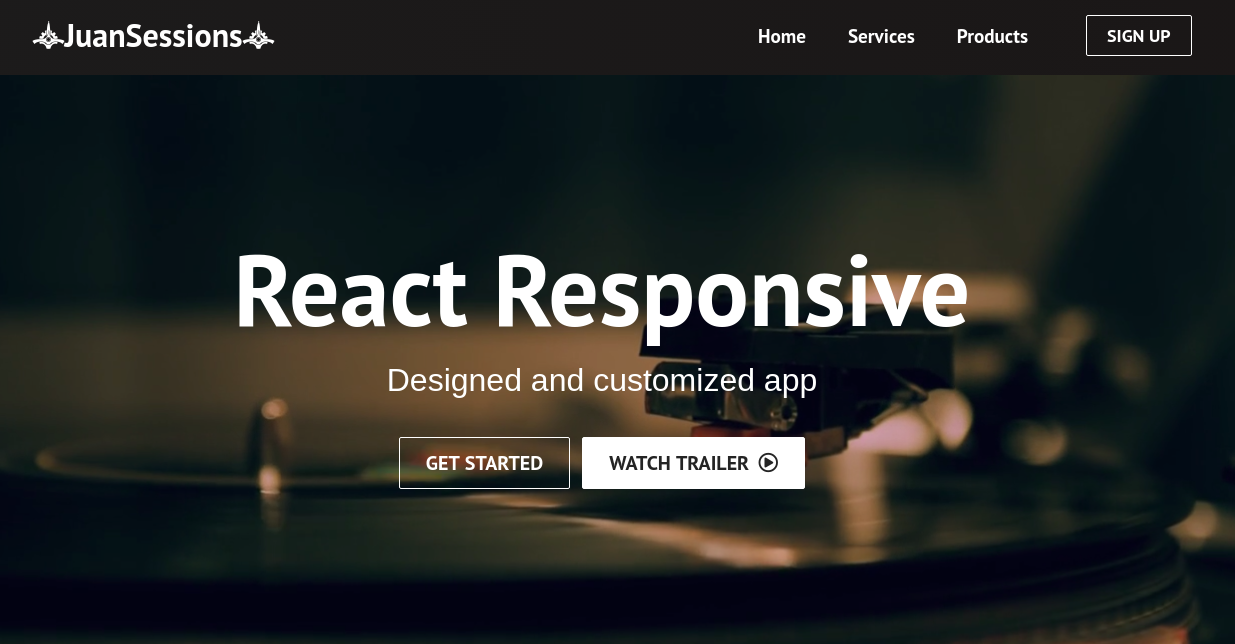 JuanSessions
Home Services Products SIGN UP
React Responsive
Designed and customized app
GET STARTED WATCH TRAILER